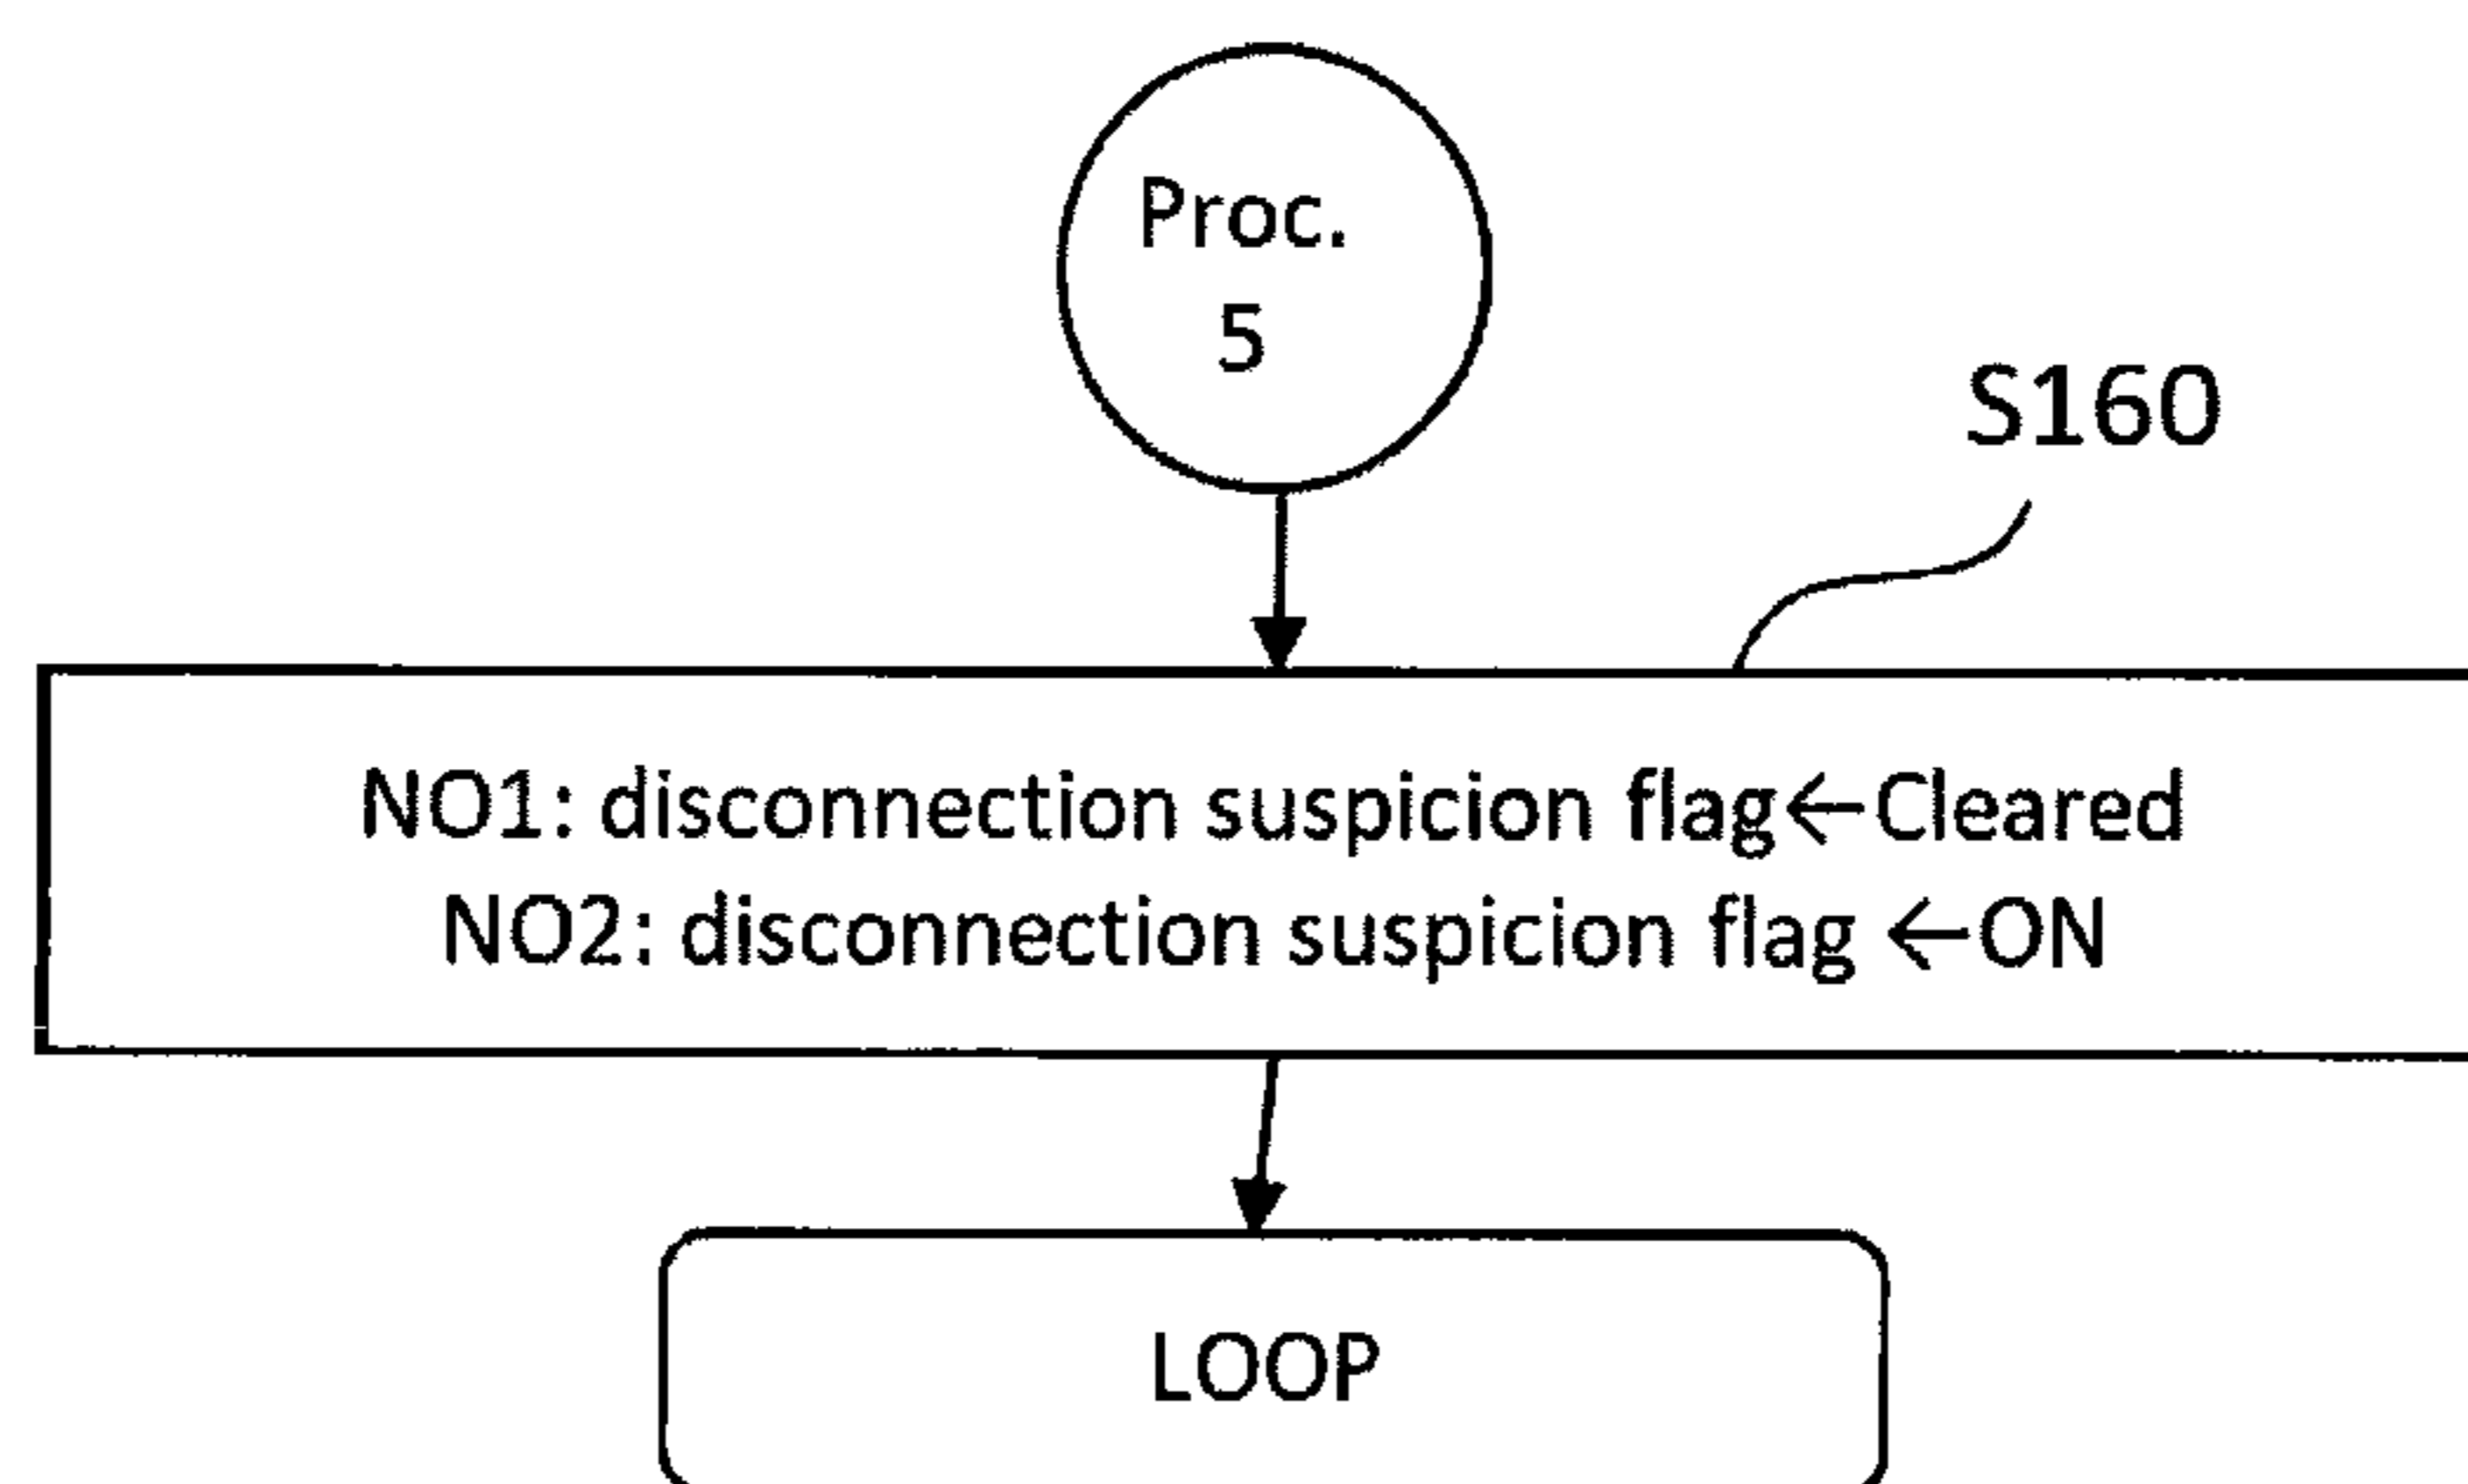 Proc.
5
S160
NO1: disconnection suspicion flag←Cleared
NO2: disconnection suspicion flag ←ON
LOOP